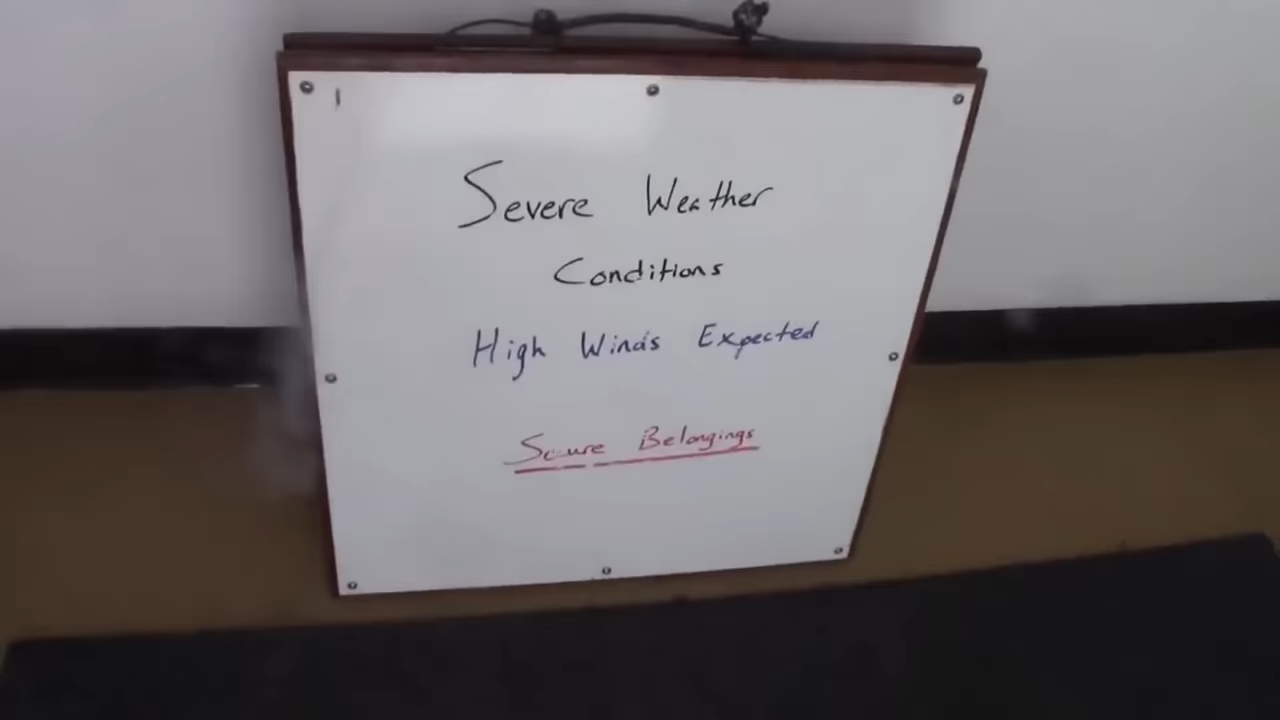 Severe Weather
Conditions
High Winds Expected
Secure Belongings